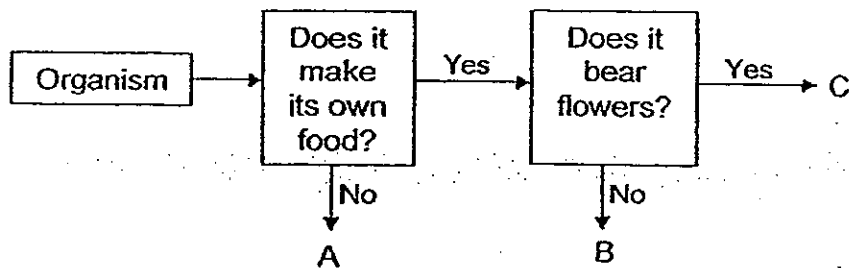 Organism
Does it
make
its own
food?
Yes
Does it
bear
flowers?
Yes
C
No
A
No
B